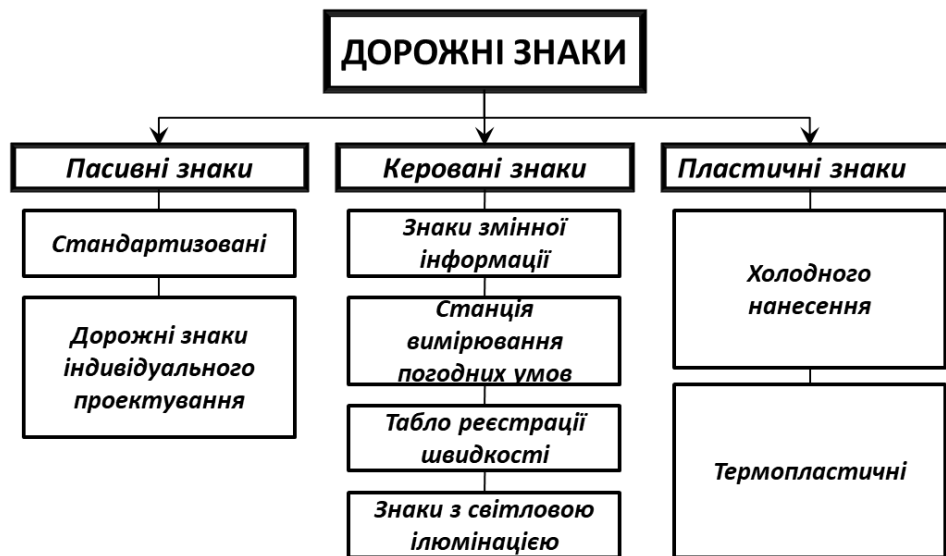 ДОРОЖНІ ЗНАКИ
Пасивні знаки
Стандартизовані
Дорожні знаки
індивідуального
проектування
Керовані знаки
Знаки змінної
інформації
Станція
вимірювання
погодних умов
Табло реєстрації
швидкості
Знаки з світловою
ілюмінацією
Пластичні знаки
Холодного
нанесення
Термопластичні